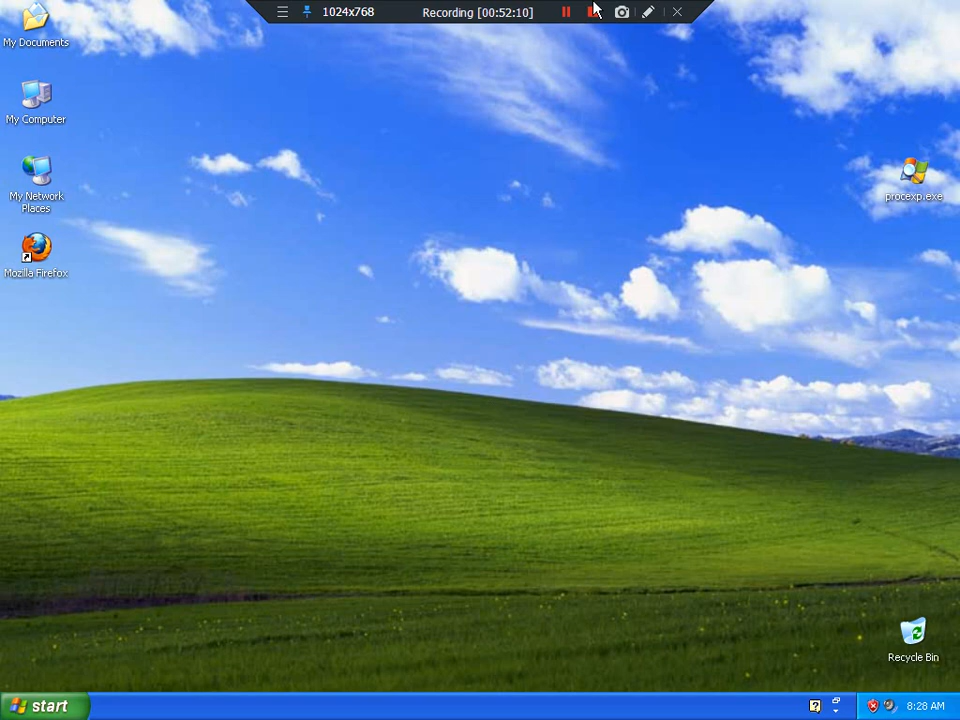 1024x768
Recording [00:52:10]
My Documents
My Computer
My Network
Places
Mozilla Firefox
procexp.exe
Recycle Bin
start
8:28 AM